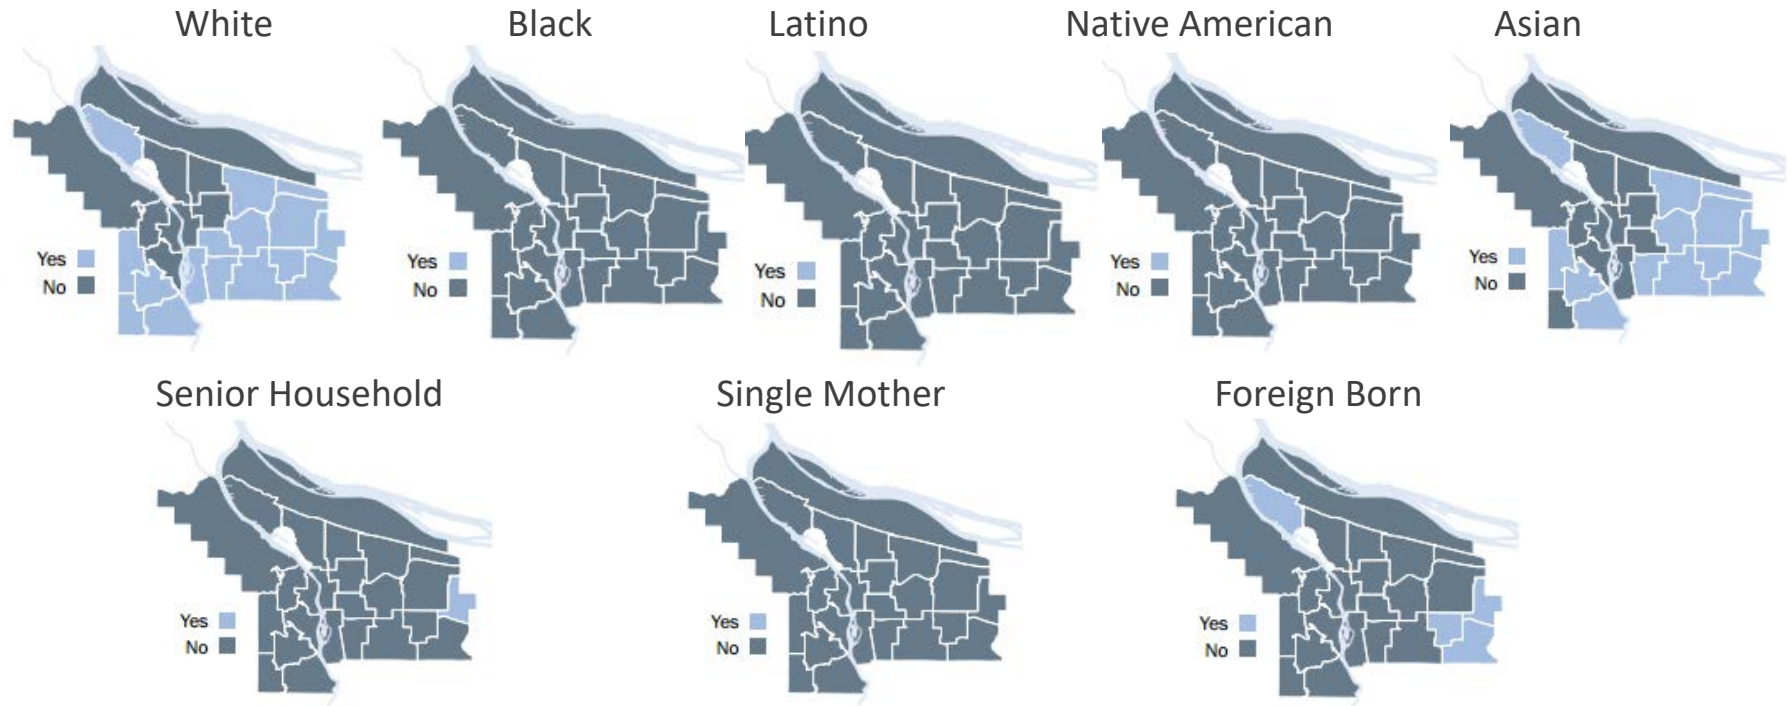 White
Black
Latino
Native American
Asian
Yes
No
Yes
No
Yes
No
Yes
No
Yes
No
Senior Household
Single Mother
Foreign Born
Yes
No
Yes
No
Yes
No